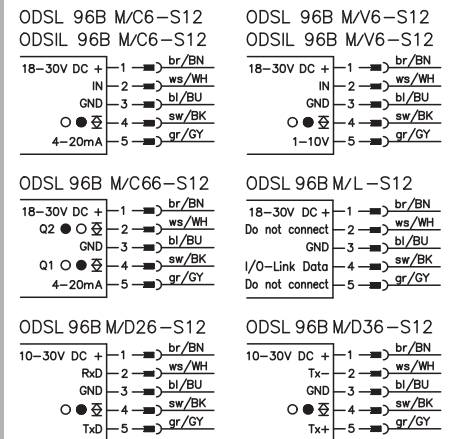 ODSL 96B M/C6-S12
ODSIL 96B M/C6-S12
18-30V DC + 1 br/BN
IN 2 ws/WH
GND 3 bl/BU
4 sw/BK
4-20mA 5 gr/GY
ODSL 96B M/V6-S12
ODSIL 96B M/V6-S12
18-30V DC + 1 br/BN
IN 2 ws/WH
GND 3 bl/BU
4 sw/BK
1-10V 5 gr/GY
ODSL 96B M/C66-S12
18-30V DC + 1 br/BN
Q2 2 ws/WH
GND 3 bl/BU
Q1 4 sw/BK
4-20mA 5 gr/GY
ODSL 96B M/L-S12
18-30V DC + 1 br/BN
Do not connect 2 ws/WH
GND 3 bl/BU
I/O-Link Data 4 sw/BK
Do not connect 5 gr/GY
ODSL 96B M/D26-S12
10-30V DC + 1 br/BN
RxD 2 ws/WH
GND 3 bl/BU
4 sw/BK
TxD 5 gr/GY
ODSL 96B M/D36-S12
10-30V DC + 1 br/BN
Tx- 2 ws/WH
GND 3 bl/BU
4 sw/BK
Tx+ 5 gr/GY